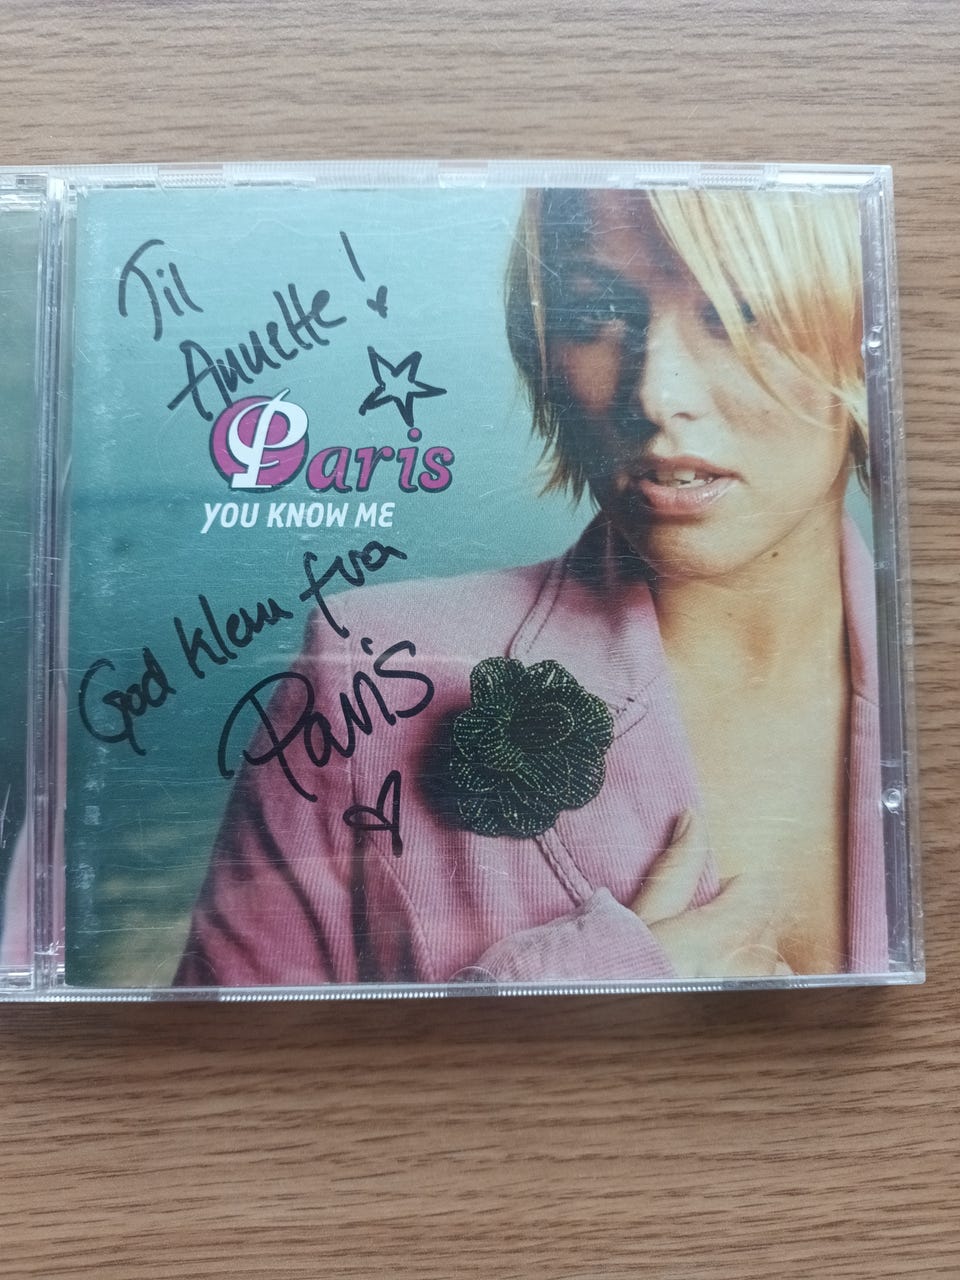 Til
Annette!
Paris
YOU KNOW ME
God klem fra
Paris